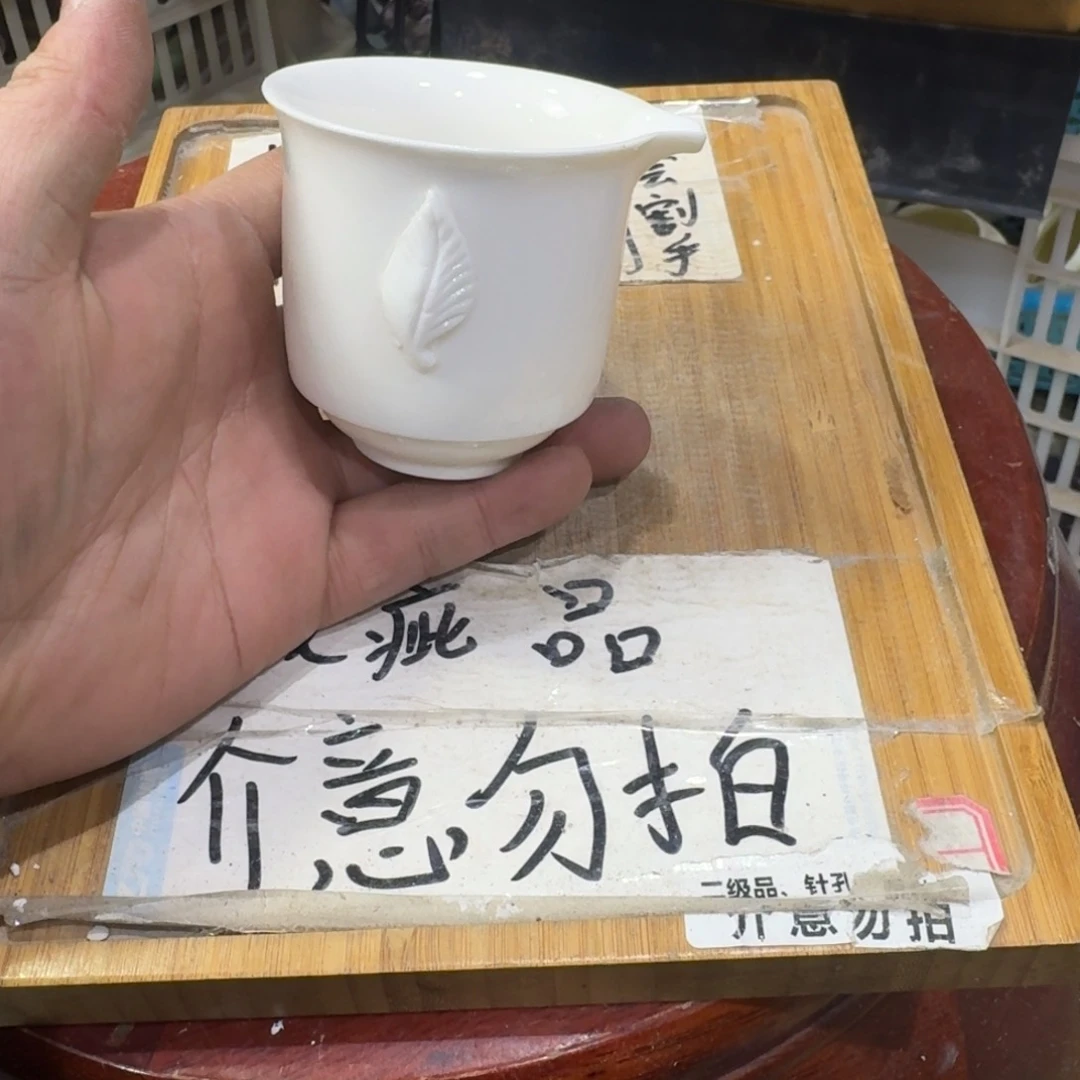 割
手
疵品
介意勿拍
二级品、针孔
介意勿拍